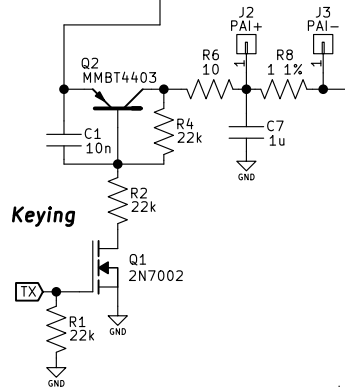 J2
PAI+
J3
PAI-
Q2
MMBT4403
R6
10
R8
1 1%
1
1
C1
10n
R4
22k
C7
1u
GND
R2
22k
Keying
Q1
2N7002
TX
R1
22k
GND
GND